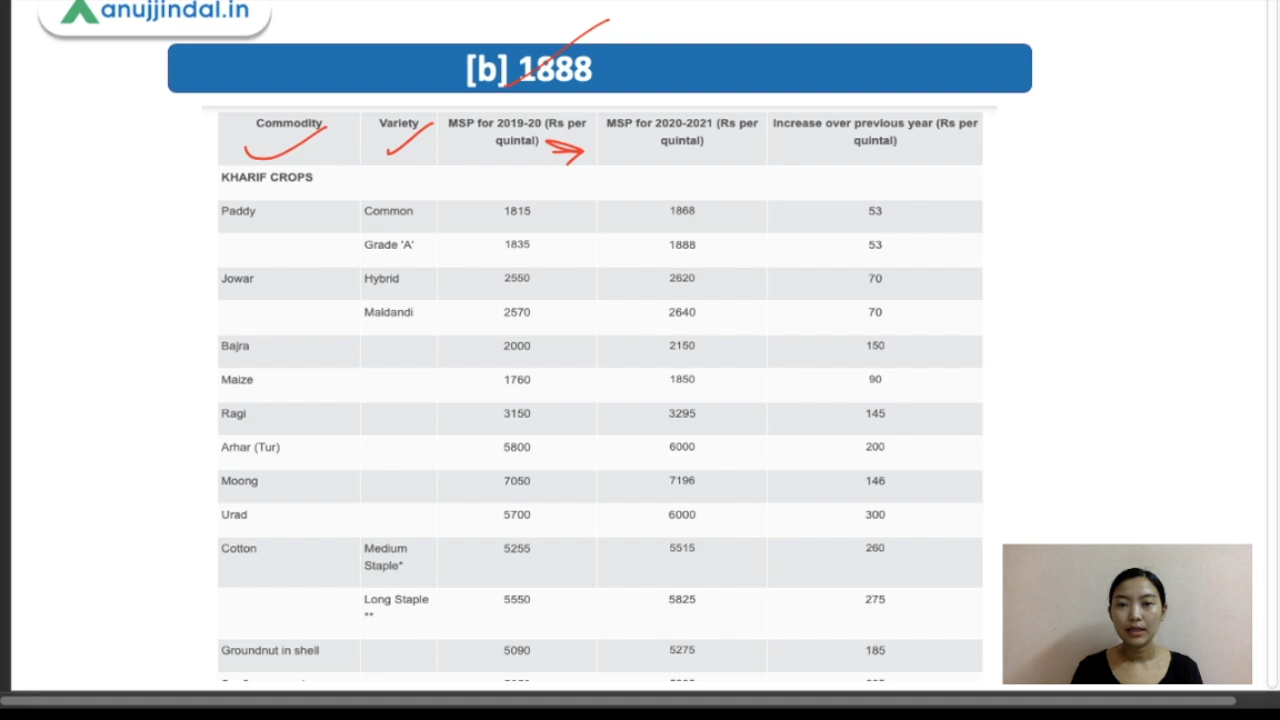 anujjindal.in
[b] 1888
Commodity Variety MSP for 2019-20 (Rs per quintal) MSP for 2020-2021 (Rs per quintal) Increase over previous year (Rs per quintal)
KHARIF CROPS
Paddy Common 1815 1868 53
Grade 'A' 1835 1888 53
Jowar Hybrid 2550 2620 70
Maldandi 2570 2640 70
Bajra 2000 2150 150
Maize 1760 1850 90
Ragi 3150 3295 145
Arhar (Tur) 5800 6000 200
Moong 7050 7196 146
Urad 5700 6000 300
Cotton Medium Staple* 5255 5515 260
Long Staple ** 5550 5825 275
Groundnut in shell 5090 5275 185